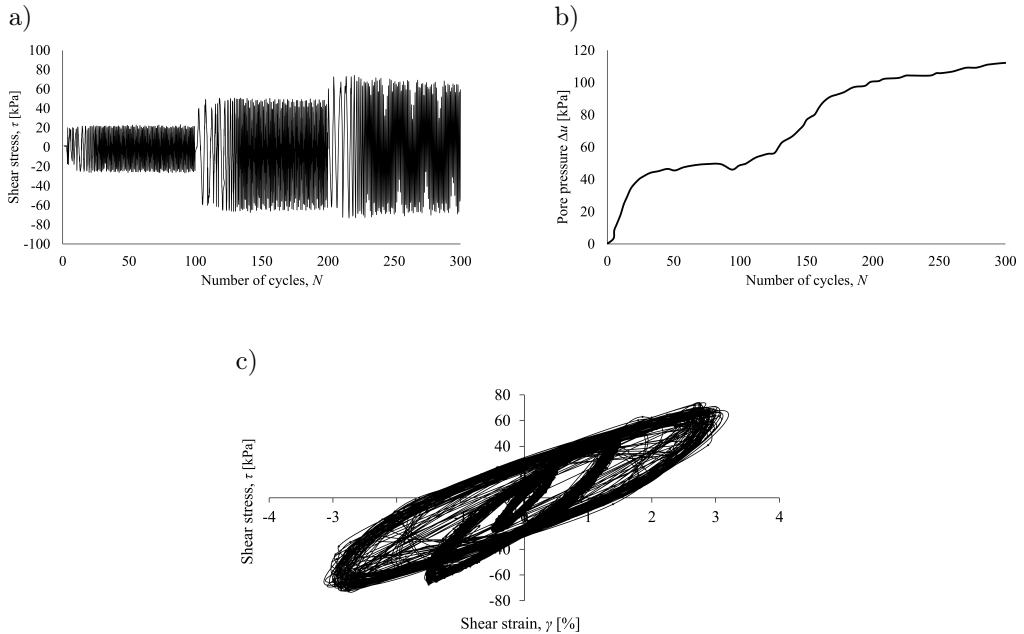 a)
100
80
60
40
20
0
-20
-40
-60
-80
-100
Shear stress, τ [kPa]
0 50 100 150 200 250 300
Number of cycles, N
b)
120
100
80
60
40
20
0
Pore pressure Δu [kPa]
0 50 100 150 200 250 300
Number of cycles, N
c)
80
60
40
-60
-80
Shear stress, τ [kPa]
-4 -3 1 2 3 4
Shear strain, γ [%]